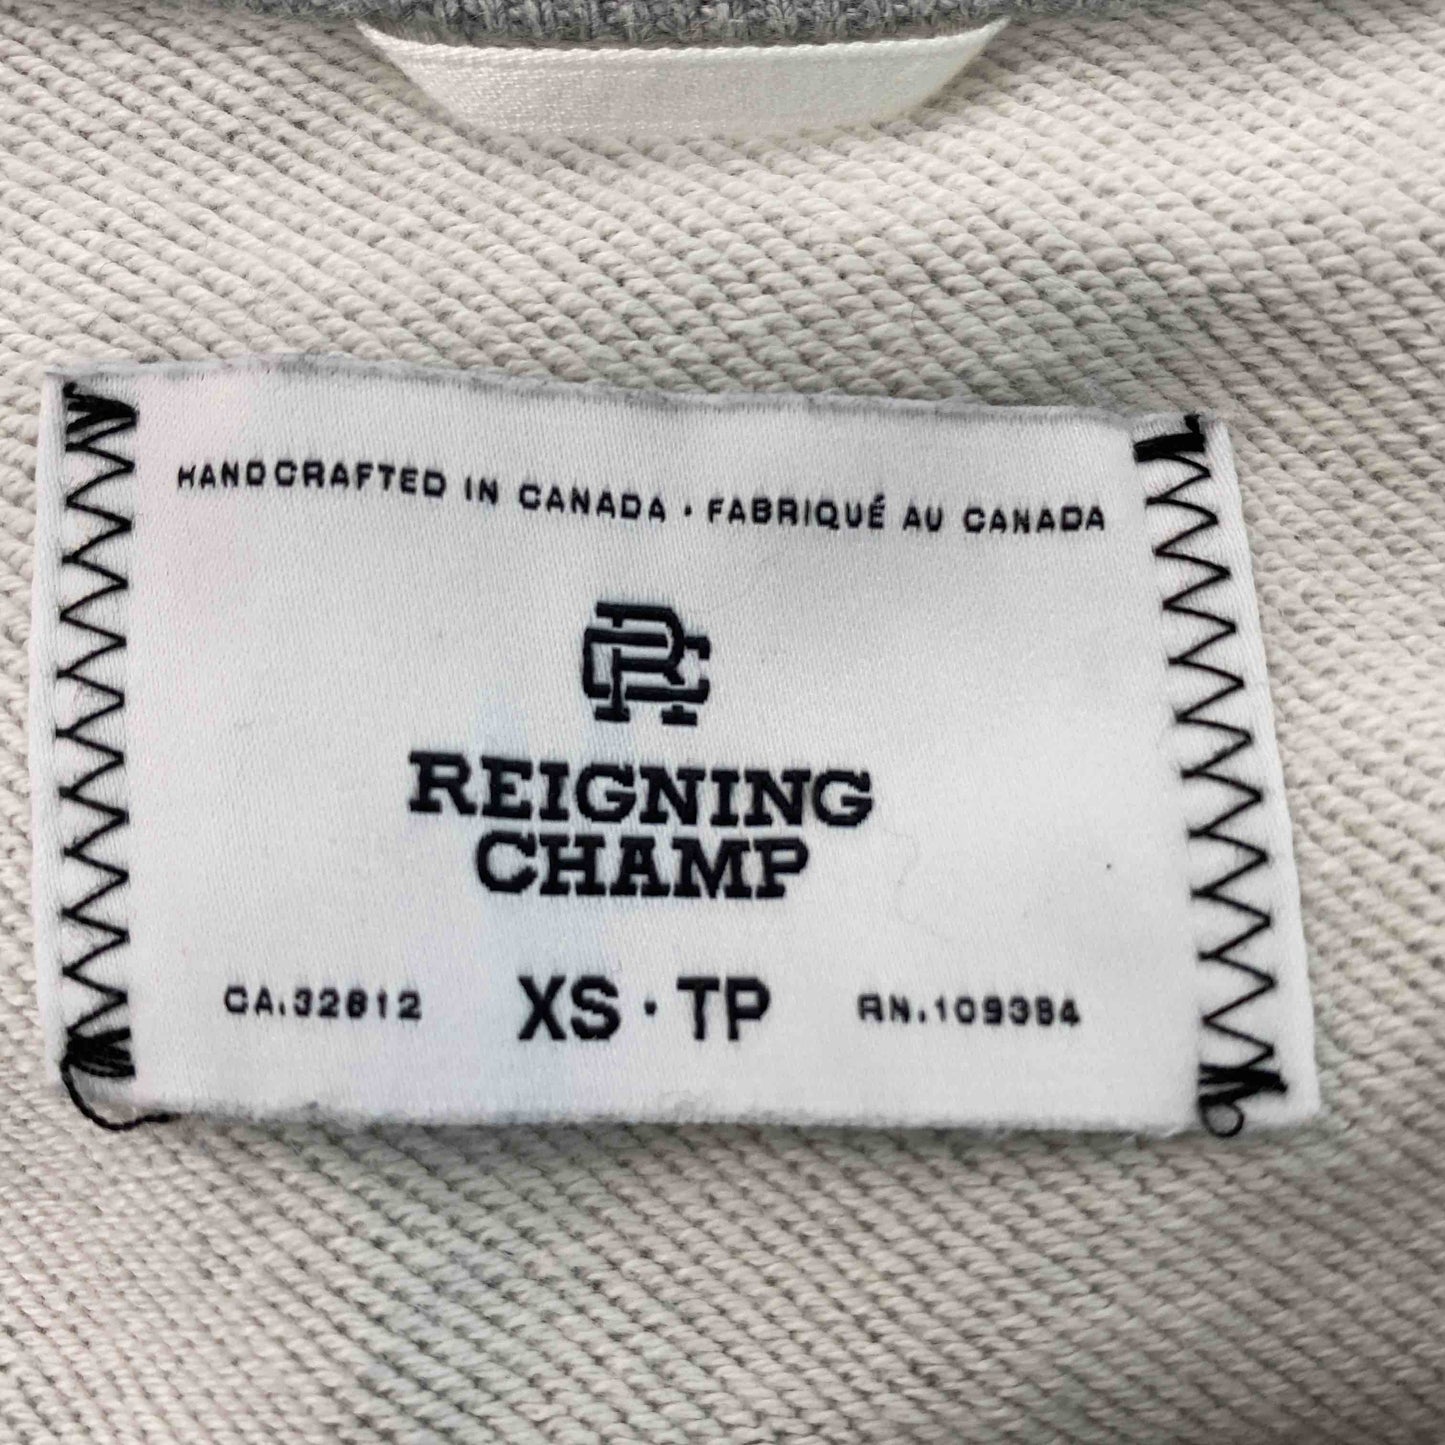 HANDCRAFTED IN CANADA · FABRIQUÉ AU CANADA
RC
REIGNING
CHAMP
CA.32612 XS · TP RN.109384